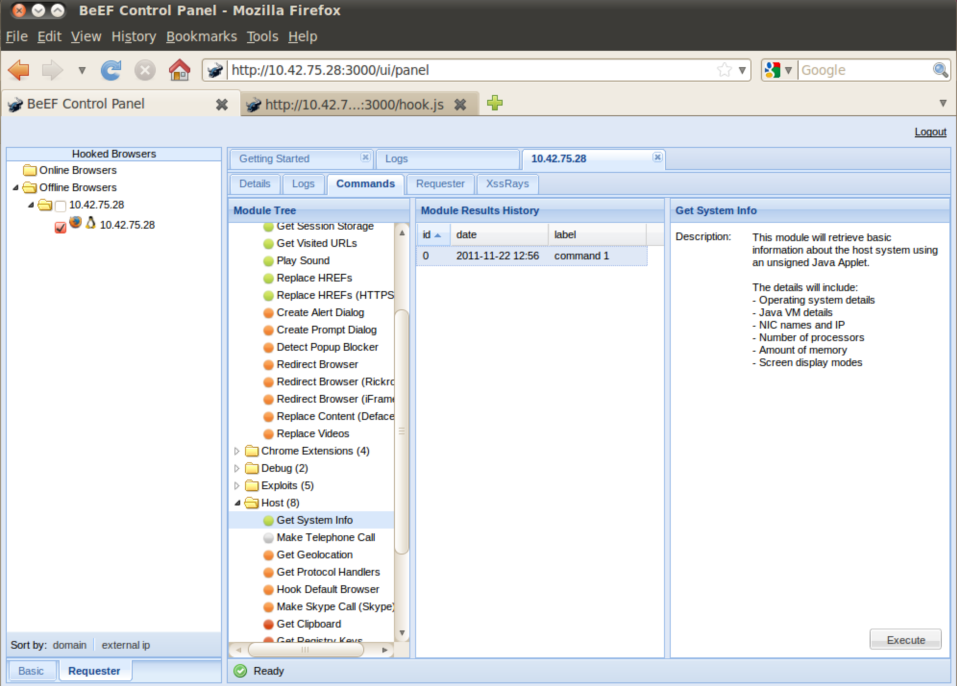 BeEF Control Panel - Mozilla Firefox
File Edit View History Bookmarks Tools Help
http://10.42.75.28:3000/ui/panel
Google
BeEF Control Panel
http://10.42.7...:3000/hook.js
Logout
Hooked Browsers
Online Browsers
Offline Browsers
10.42.75.28
10.42.75.28
Sort by: domain external ip
Basic Requester
Getting Started Logs 10.42.75.28
Details Logs Commands Requester XssRays
Module Tree
Get Session Storage
Get Visited URLs
Play Sound
Replace HREFs
Replace HREFs (HTTPS
Create Alert Dialog
Create Prompt Dialog
Detect Popup Blocker
Redirect Browser
Redirect Browser (Rickro
Redirect Browser (iFrame
Replace Content (Deface
Replace Videos
Chrome Extensions (4)
Debug (2)
Exploits (5)
Host (8)
Get System Info
Make Telephone Call
Get Geolocation
Get Protocol Handlers
Hook Default Browser
Make Skype Call (Skype)
Get Clipboard
Get Registry Keys
Module Results History
id date label
0 2011-11-22 12:56 command 1
Get System Info
Description: This module will retrieve basic
information about the host system using
an unsigned Java Applet.
The details will include:
- Operating system details
- Java VM details
- NIC names and IP
- Number of processors
- Amount of memory
- Screen display modes
Execute
Ready